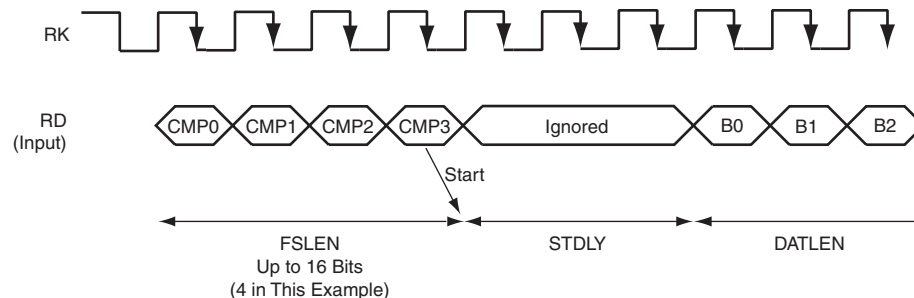 RK
RD
(Input)
CMP0 CMP1 CMP2 CMP3 Ignored B0 B1 B2
Start
FSLEN STDLY DATLEN
Up to 16 Bits
(4 in This Example)